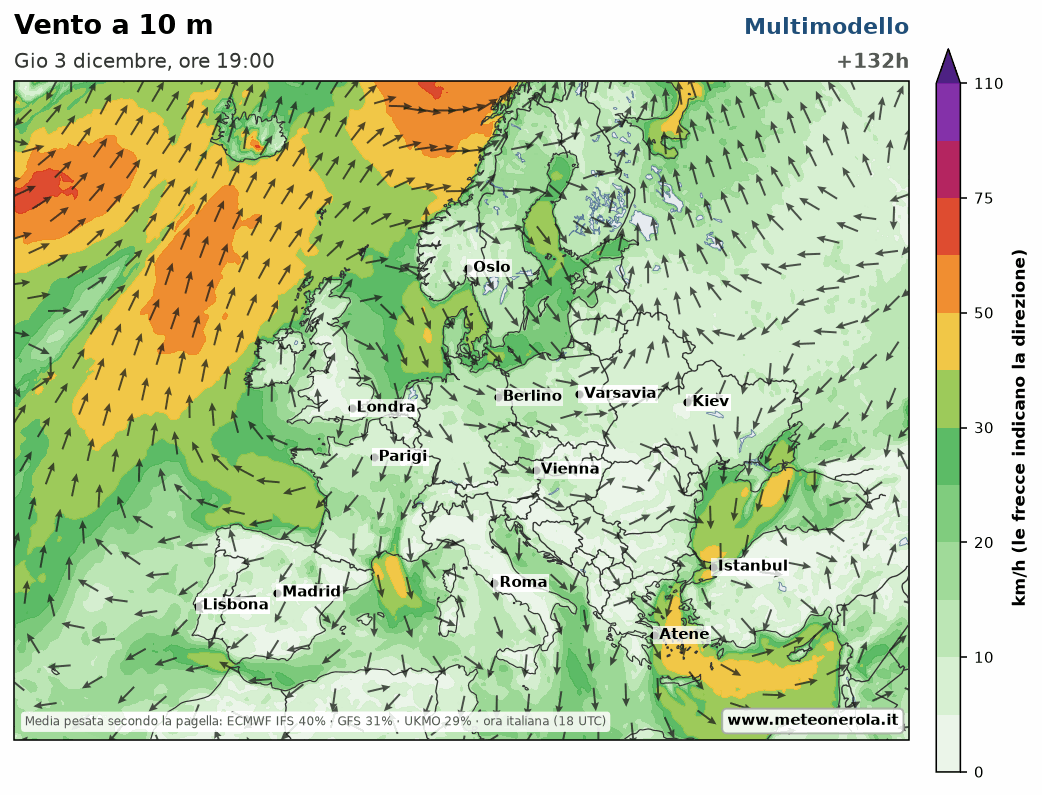 Vento a 10 m
Multimodello
Gio 3 dicembre, ore 19:00
+132h
110
75
50
30
20
10
0
km/h (le frecce indicano la direzione)
Oslo
Londra
Berlino
Varsavia
Kiev
Parigi
Vienna
Istanbul
Roma
Madrid
Lisbona
Atene
Media pesata secondo la pagella: ECMWF IFS 40% · GFS 31% · UKMO 29% · ora italiana (18 UTC)
www.meteonerola.it